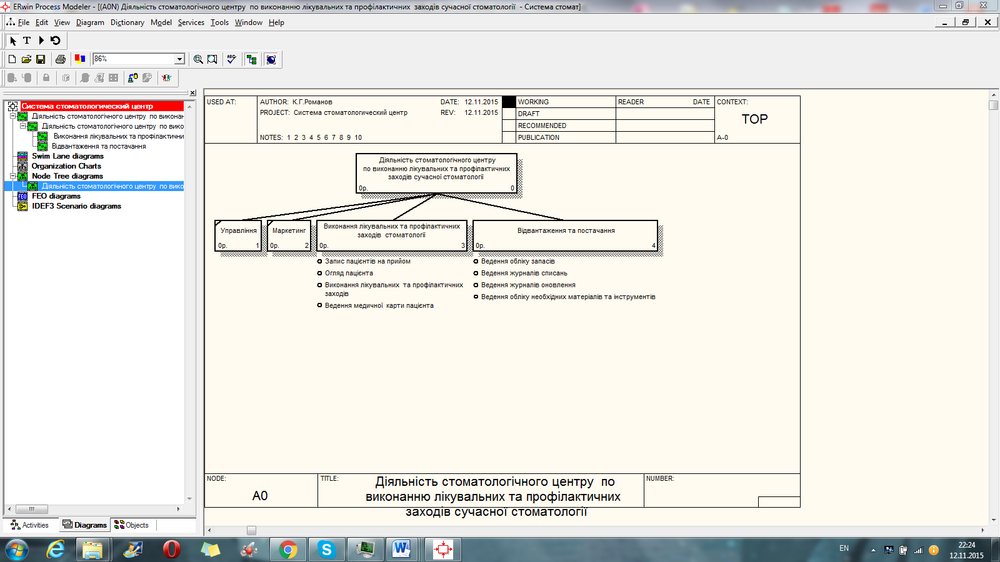 ERwin Process Modeler - [(A0N) Діяльність стоматологічного центру  по виконанню лікувальних та профілактичних  заходів сучасної стоматології  - Система стомат]
File Edit View Diagram Dictionary Model Services Tools Window Help
T
86%
ABC
Система стоматологический центр
Діяльність стоматологічного центру  по виконан
Діяльність стоматологічного центру  по вико
Виконання лікувальних та профілактични
Відвантаження та постачання
Swim Lane diagrams
Organization Charts
Node Tree diagrams
Діяльність стоматологічного центру  по вико
FEO diagrams
IDEF3 Scenario diagrams
Activities Diagrams Objects
USED AT:
AUTHOR:  К.Г.Романов
DATE: 12.11.2015
PROJECT:  Система стоматологический центр
REV: 12.11.2015
NOTES:  1  2  3  4  5  6  7  8  9  10
WORKING
DRAFT
RECOMMENDED
PUBLICATION
READER DATE
CONTEXT:
TOP
A-0
Діяльність стоматологічного центру
по виконанню лікувальних та профілактичних
заходів сучасної стоматології
0р. 0
Управління
0р. 1
Маркетинг
0р. 2
Виконання лікувальних та профілактичних
заходів  стоматології
0р. 3
Відвантаження та постачання
0р. 4
Запис пацієнтів на прийом
Огляд пацієнта
Виконання лікувальних  та профілактичних
заходів
Ведення медичної  карти пацієнта
Ведення обліку запасів
Ведення журналів списань
Ведення журналів оновлення
Ведення обліку необхідних матеріалів та інструментів
NODE:
A0
TITLE:
Діяльність стоматологічного центру  по
виконанню лікувальних та профілактичних
заходів сучасної стоматології
NUMBER:
EN
22:24
12.11.2015